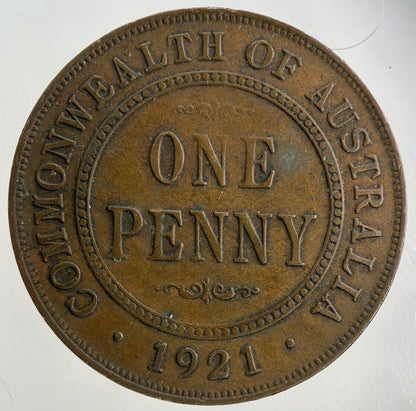 COMMONWEALTH OF AUSTRALIA
ONE
PENNY
· 1921 ·